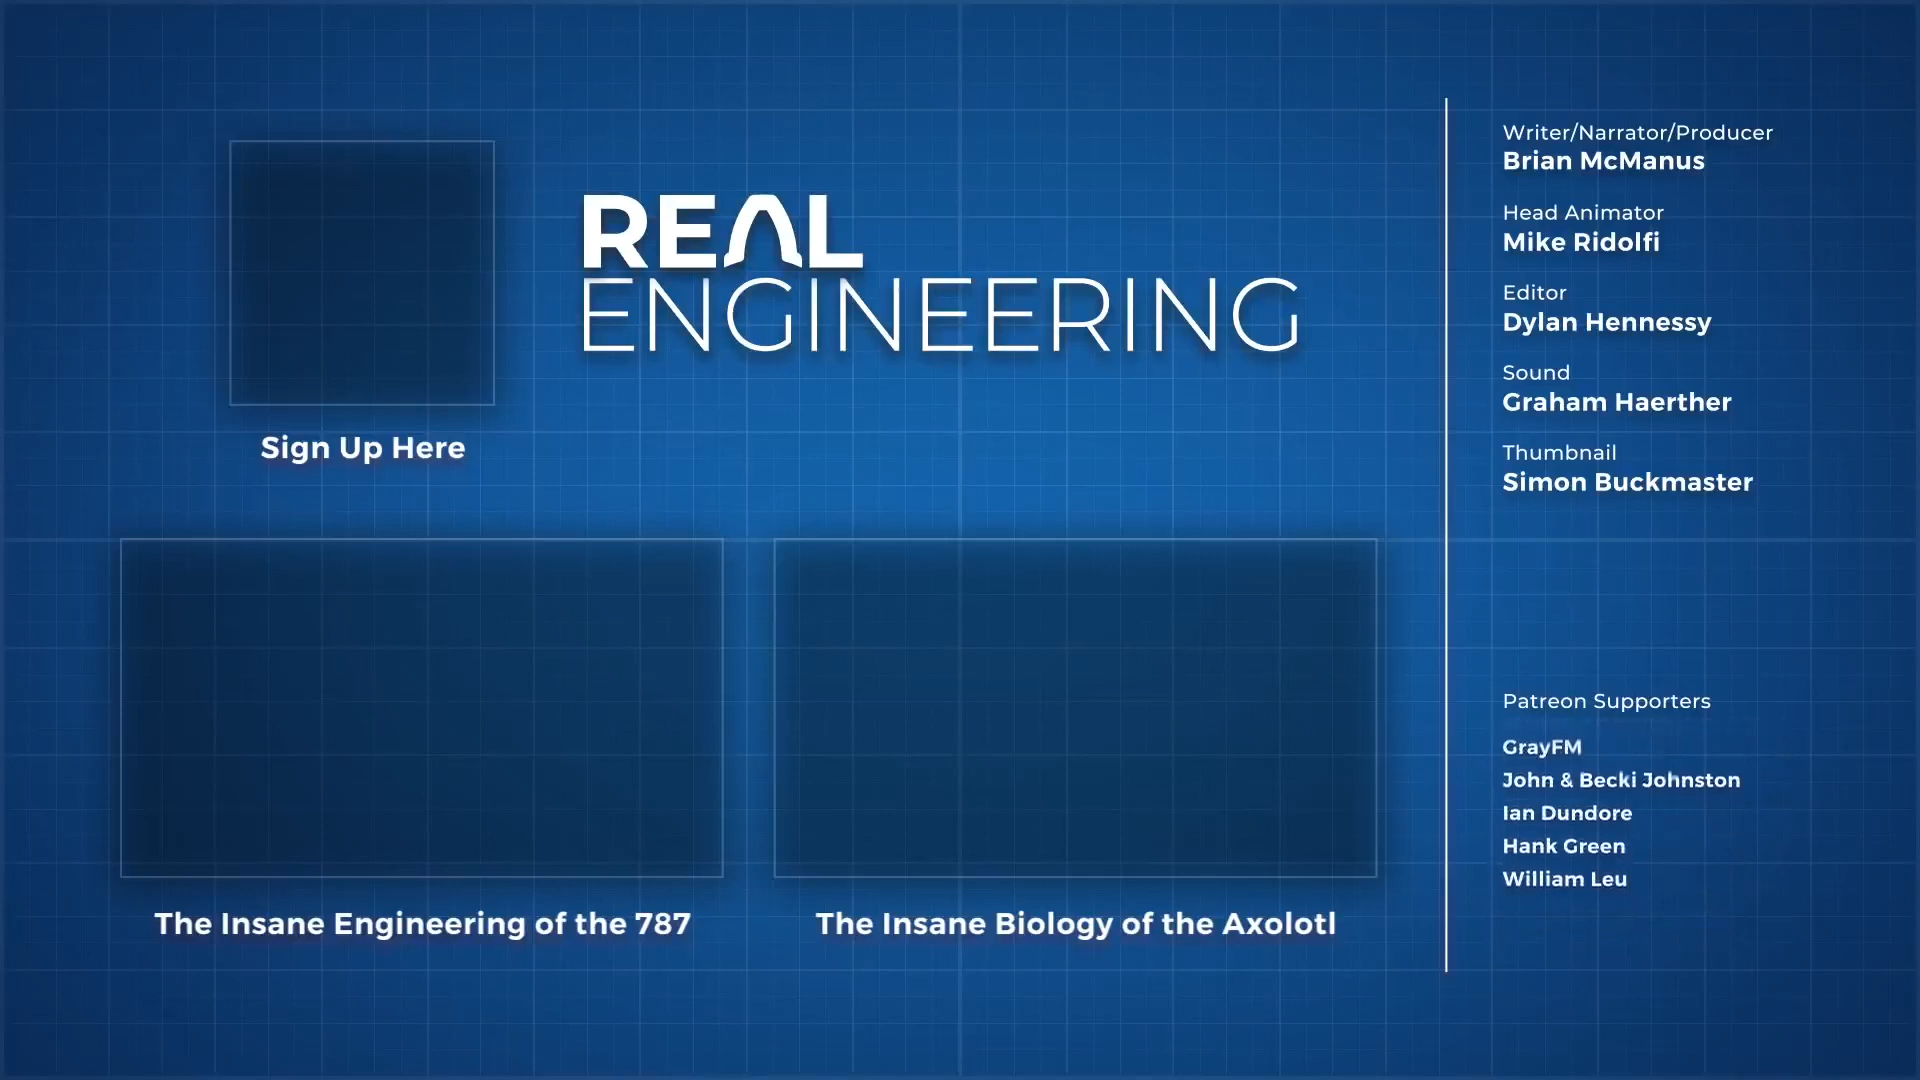 REAL
ENGINEERING
Sign Up Here
The Insane Engineering of the 787
The Insane Biology of the Axolotl
Writer/Narrator/Producer
Brian McManus
Head Animator
Mike Ridolfi
Editor
Dylan Hennessy
Sound
Graham Haerther
Thumbnail
Simon Buckmaster
Patreon Supporters
GrayFM
John & Becki Johnston
Ian Dundore
Hank Green
William Leu